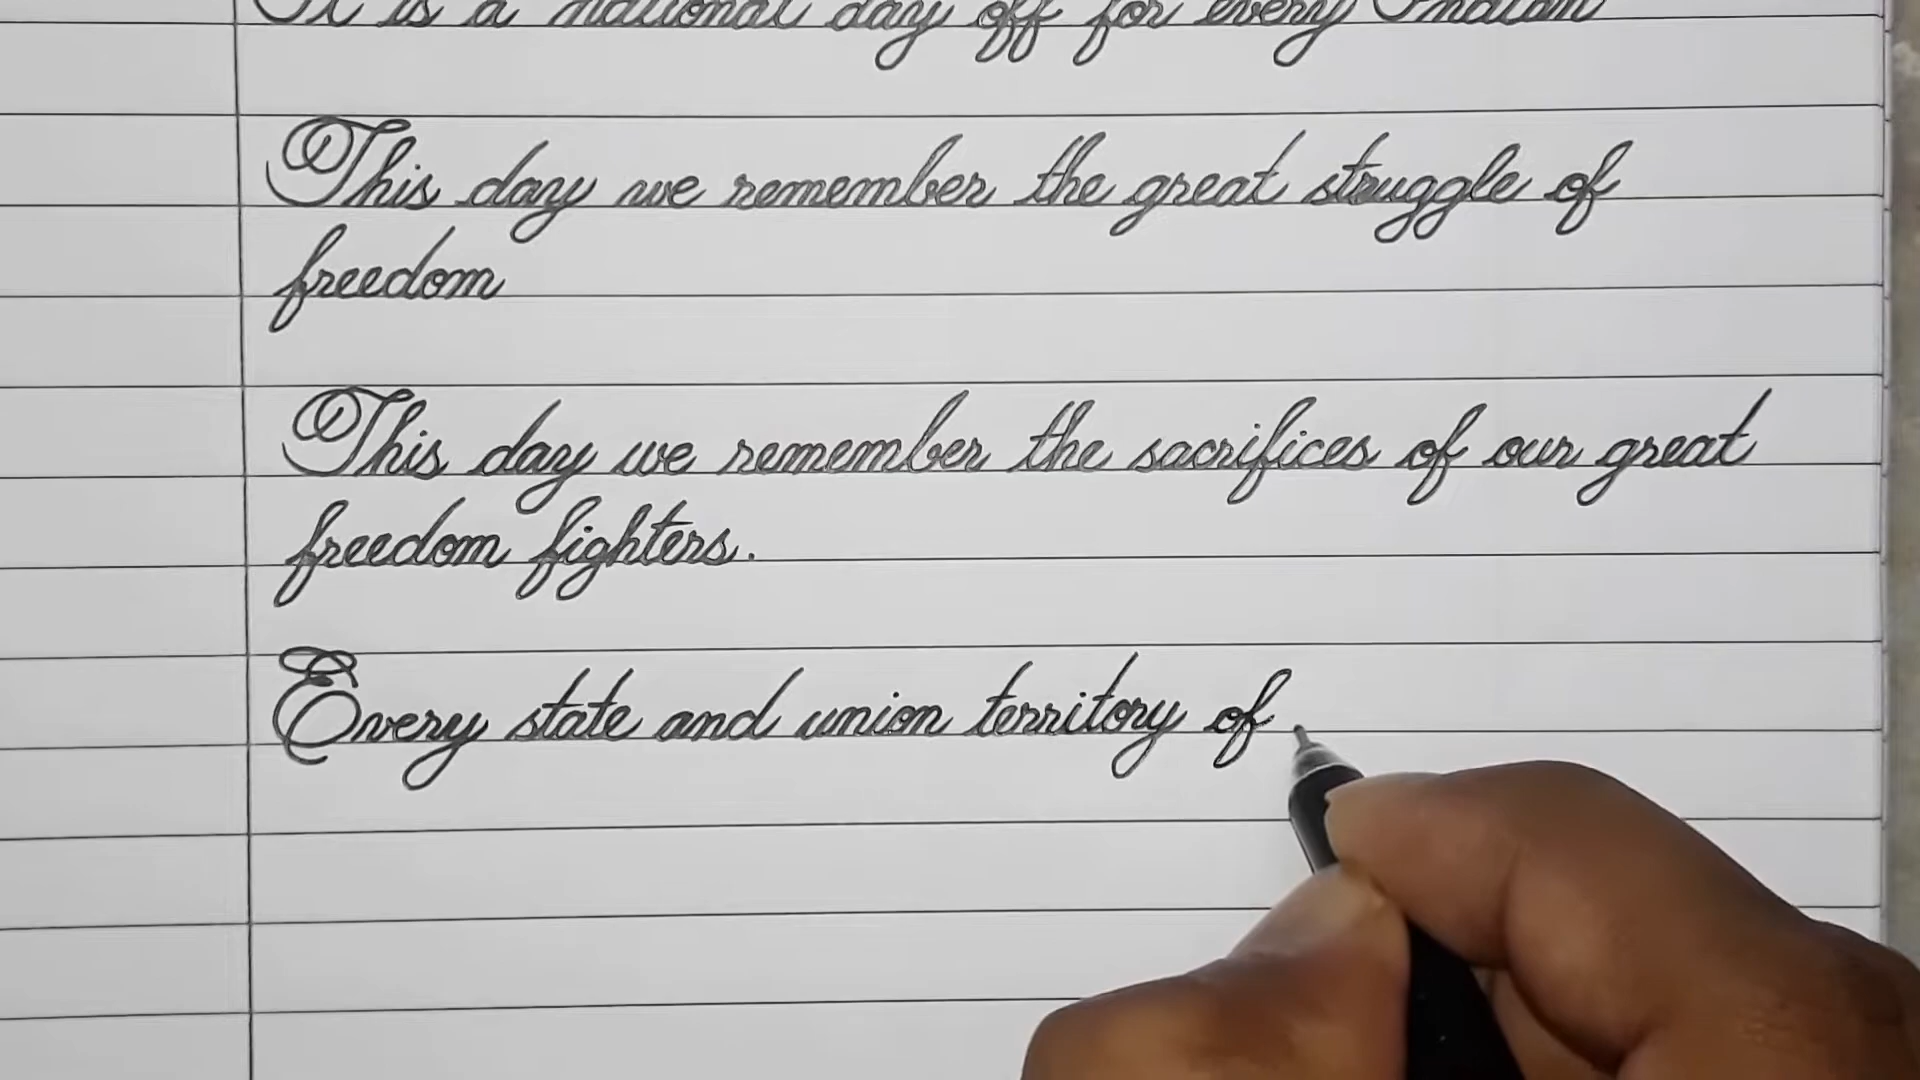 It is a national day off for every Indian
This day we remember the great struggle of
freedom
This day we remember the sacrifices of our great
freedom fighters.
Every state and union territory of